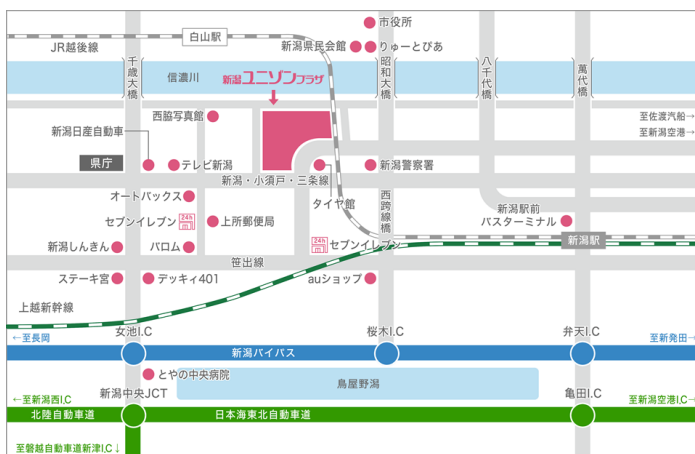 市役所
白山駅
JR越後線
新潟県民会館
りゅーとぴあ
千歳大橋
信濃川
新潟ユニゾンプラザ
昭和大橋
八千代橋
萬代橋
西脇写真館
至佐渡汽船→
新潟日産自動車
至新潟空港→
県庁
テレビ新潟
新潟警察署
新潟・小須戸・三条線
オートバックス
タイヤ館
西跨線橋
セブンイレブン
24h
上所郵便局
新潟駅前
バスターミナル
新潟しんきん
パロム
24h
セブンイレブン
新潟駅
笹出線
ステーキ宮
デッキィ401
auショップ
上越新幹線
女池I.C
桜木I.C
弁天I.C
←至長岡
新潟バイパス
至新発田→
とやの中央病院
鳥屋野潟
新潟中央JCT
亀田I.C
←至新潟西I,C
至新潟空港I,C→
北陸自動車道
日本海東北自動車道
至磐越自動車道新津I,C↓